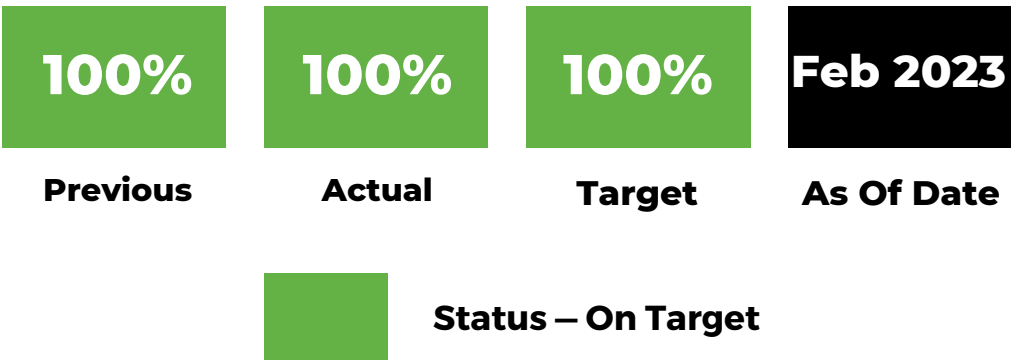 100% 100% 100% Feb 2023
Previous Actual Target As Of Date
Status — On Target